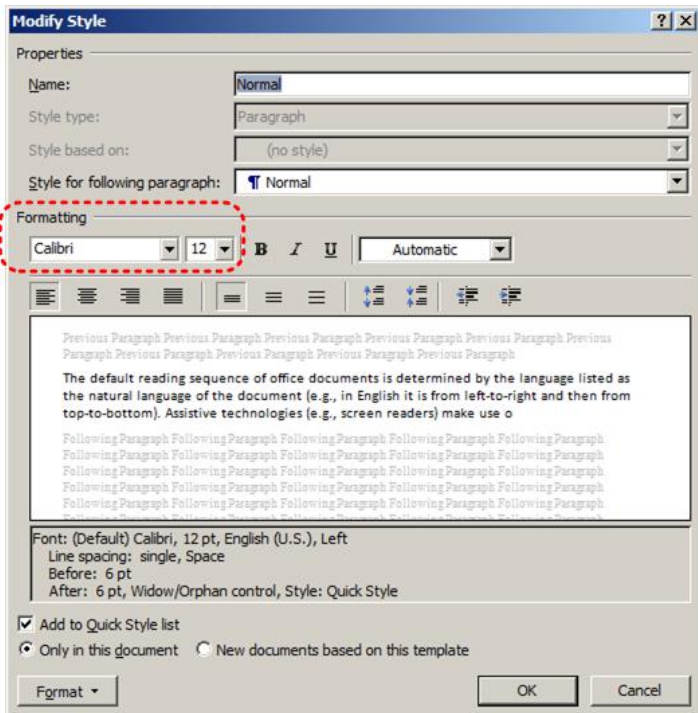 Modify Style
Properties
Name: Normal
Style type: Paragraph
Style based on: (no style)
Style for following paragraph: ¶ Normal
Formatting
Calibri 12 B I U Automatic
Previous Paragraph Previous Paragraph Previous Paragraph Previous Paragraph Previous Paragraph Previous
Paragraph Previous Paragraph Previous Paragraph Previous Paragraph Previous Paragraph
The default reading sequence of office documents is determined by the language listed as
the natural language of the document (e.g., in English it is from left-to-right and then from
top-to-bottom). Assistive technologies (e.g., screen readers) make use o
Following Paragraph Following Paragraph Following Paragraph Following Paragraph Following Paragraph
Following Paragraph Following Paragraph Following Paragraph Following Paragraph Following Paragraph
Following Paragraph Following Paragraph Following Paragraph Following Paragraph Following Paragraph
Following Paragraph Following Paragraph Following Paragraph Following Paragraph Following Paragraph
Following Paragraph Following Paragraph Following Paragraph Following Paragraph Following Paragraph
Font: (Default) Calibri, 12 pt, English (U.S.), Left
Line spacing: single, Space
Before: 6 pt
After: 6 pt, Widow/Orphan control, Style: Quick Style
Add to Quick Style list
Only in this document New documents based on this template
Format OK Cancel